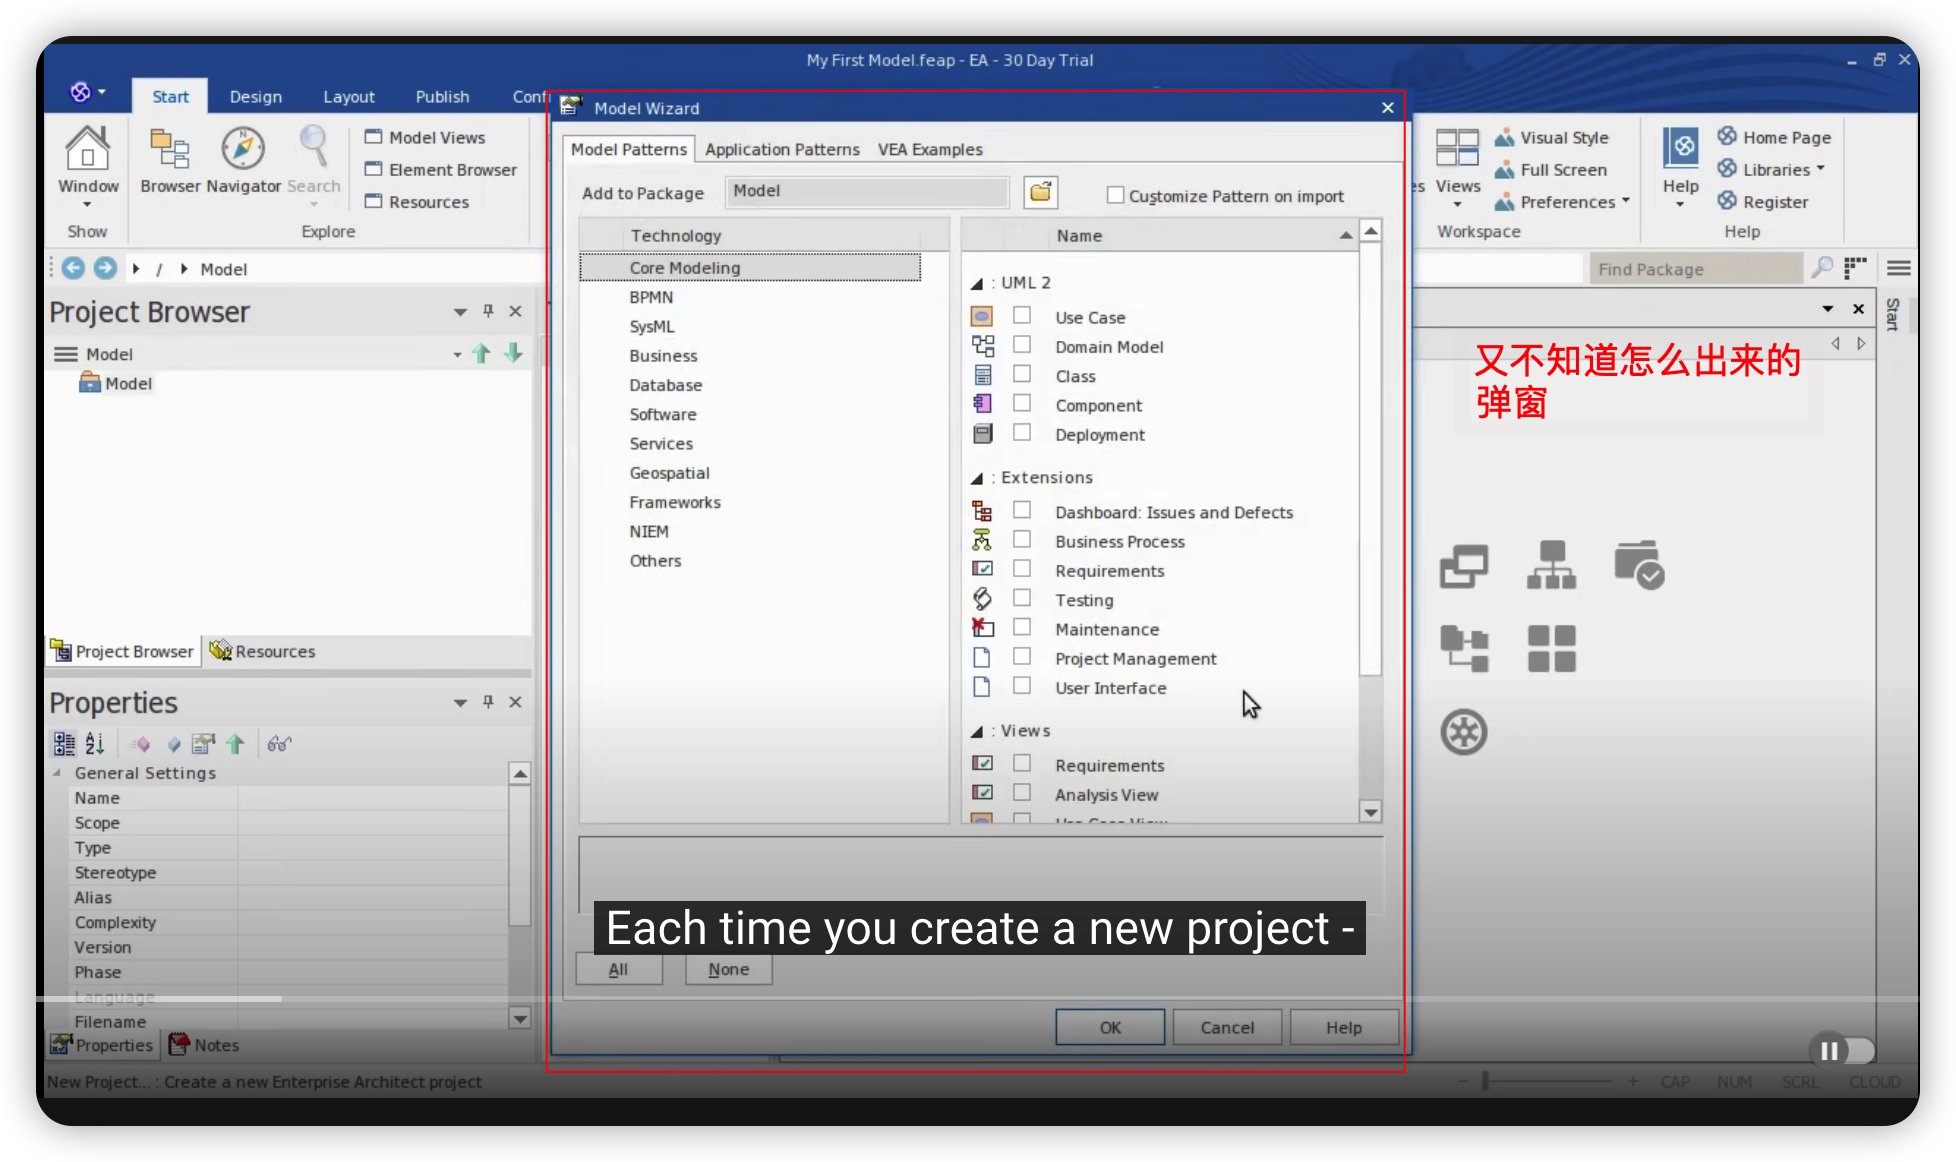 My First Model.feap - EA - 30 Day Trial
Start
Design
Layout
Publish
Conf
Window
Show
Browser
Navigator
Search
Model Views
Element Browser
Resources
Explore
Views
Visual Style
Full Screen
Preferences
Workspace
Help
Home Page
Libraries
Register
Help
/ Model
Find Package
Project Browser
Model
Model
Project Browser
Resources
Properties
General Settings
Name
Scope
Type
Stereotype
Alias
Complexity
Version
Phase
Language
Filename
Properties
Notes
New Project... : Create a new Enterprise Architect project
Model Wizard
Model Patterns
Application Patterns
VEA Examples
Add to Package
Model
Customize Pattern on import
Technology
Core Modeling
BPMN
SysML
Business
Database
Software
Services
Geospatial
Frameworks
NIEM
Others
Name
: UML 2
Use Case
Domain Model
Class
Component
Deployment
: Extensions
Dashboard: Issues and Defects
Business Process
Requirements
Testing
Maintenance
Project Management
User Interface
: Views
Requirements
Analysis View
Use Case View
Each time you create a new project -
All
None
OK
Cancel
Help
Start
又不知道怎么出来的
弹窗
CAP
NUM
SCRL
CLOUD